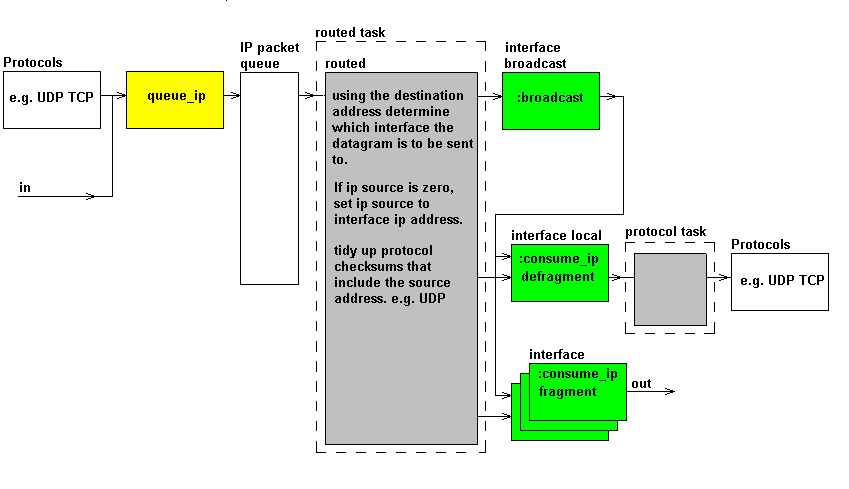 Protocols
e.g. UDP TCP
in
queue_ip
IP packet
queue
routed task
routed
using the destination
address determine
which interface the
datagram is to be sent
to.
If ip source is zero,
set ip source to
interface ip address.
tidy up protocol
checksums that
include the source
address. e.g. UDP
interface
broadcast
:broadcast
interface local
:consume_ip
defragment
protocol task
Protocols
e.g. UDP TCP
interface
:consume_ip
fragment
out